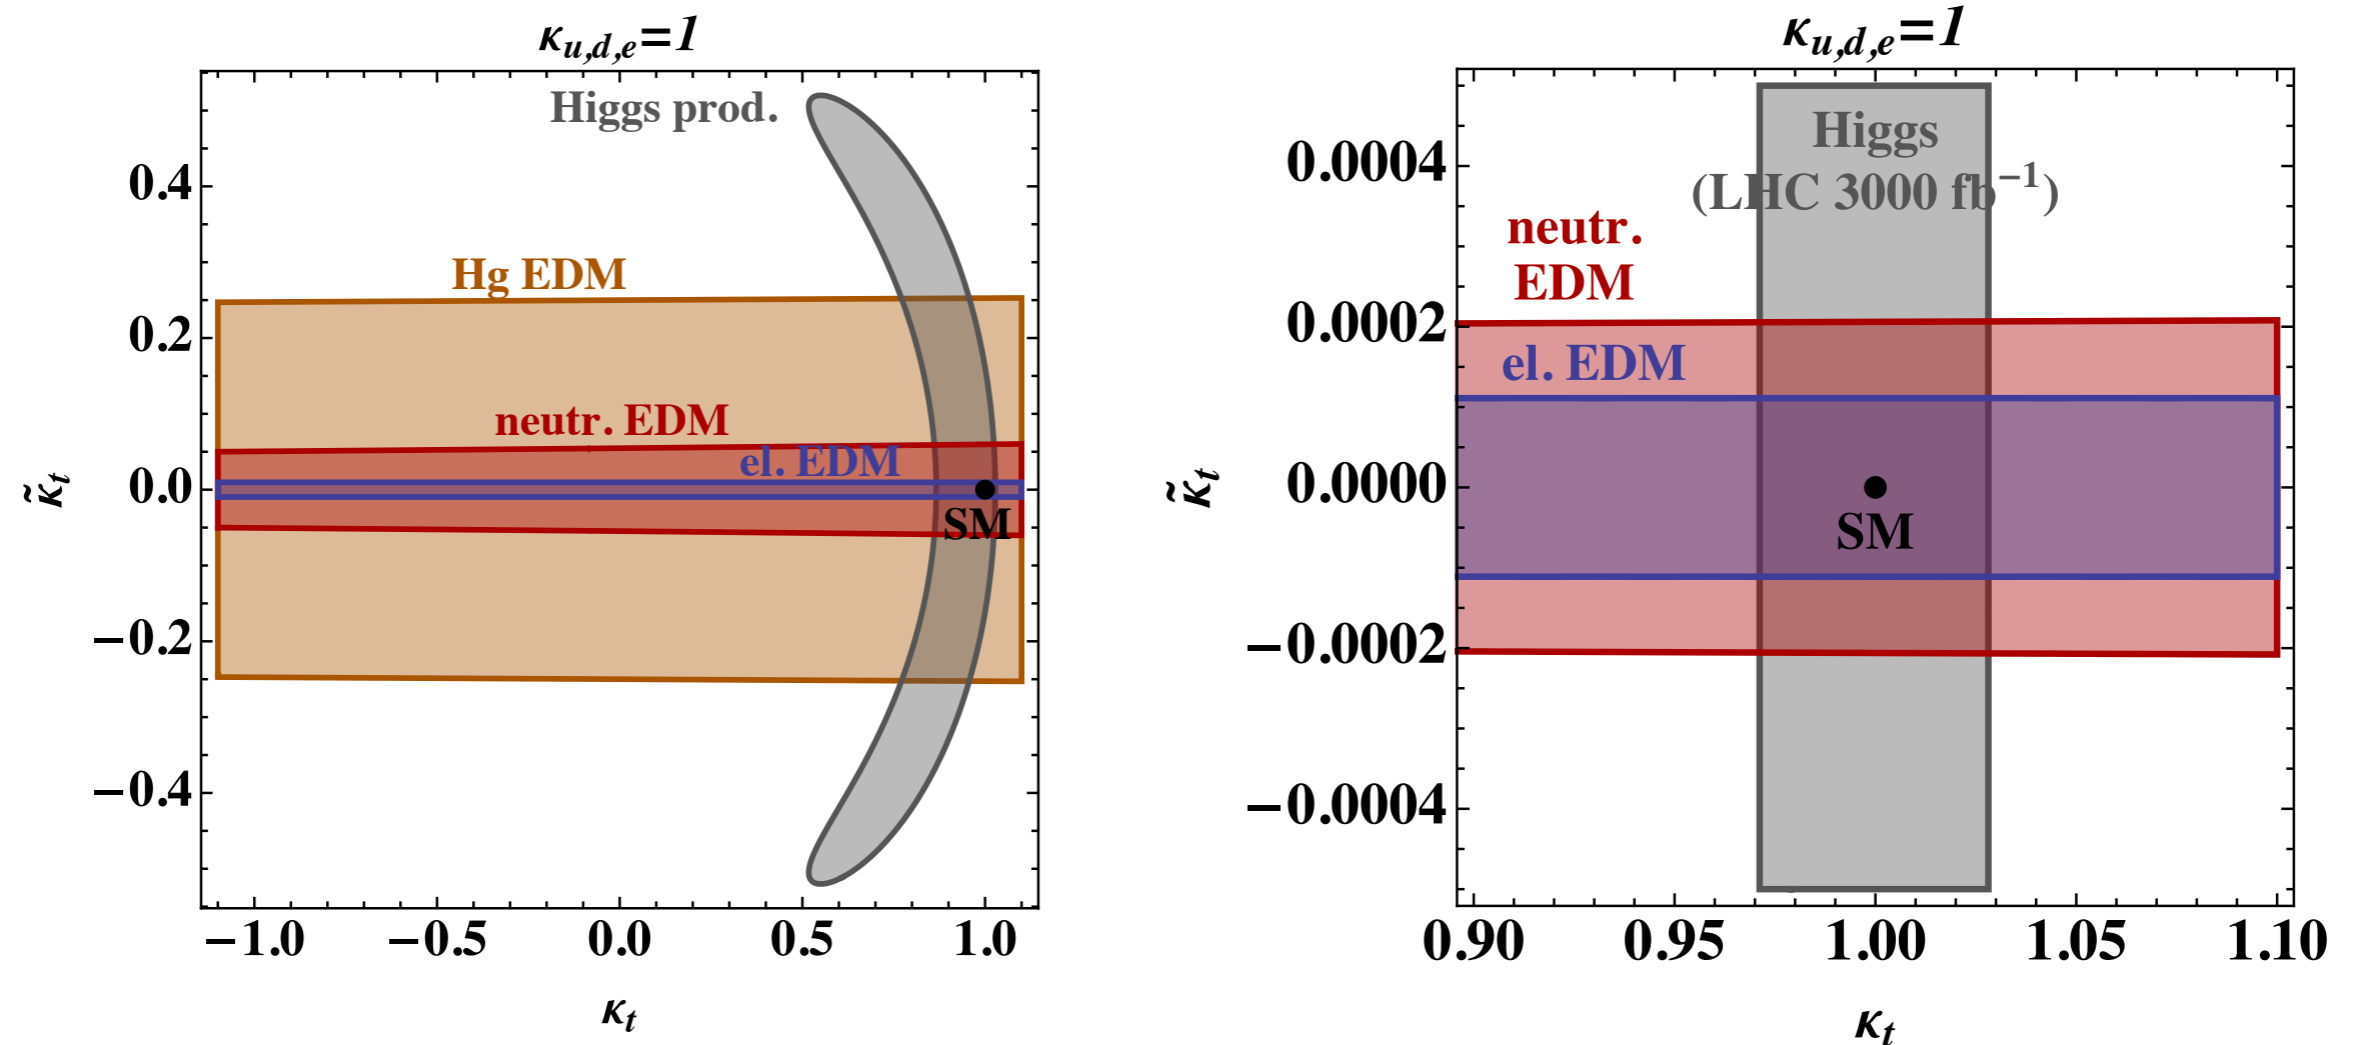 κu,d,e=1
Higgs prod.
0.4
Hg EDM
0.2
neutr. EDM
el. EDM
0.0
SM
−0.2
−0.4
−1.0 −0.5 0.0 0.5 1.0
κ̃t
κt
κu,d,e=1
Higgs
(LHC 3000 fb⁻¹)
0.0004
neutr.
EDM
0.0002
el. EDM
0.0000
SM
−0.0002
−0.0004
0.90 0.95 1.00 1.05 1.10
κ̃t
κt